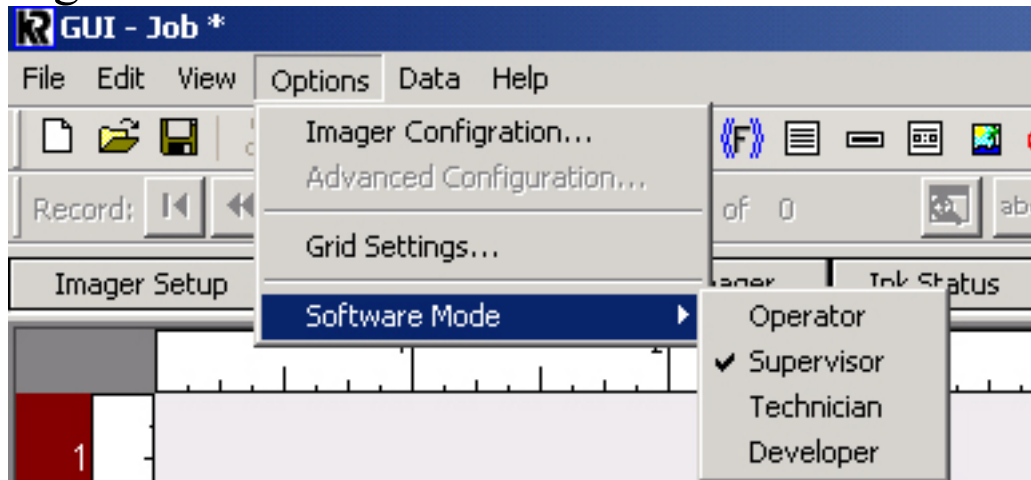 GUI - Job *
File Edit View Options Data Help
Imager Configration...
{F}
Advanced Configuration...
Record: of 0 ab
Grid Settings...
Imager Setup Ink Status
Software Mode
Operator
Supervisor
Technician
Developer
1